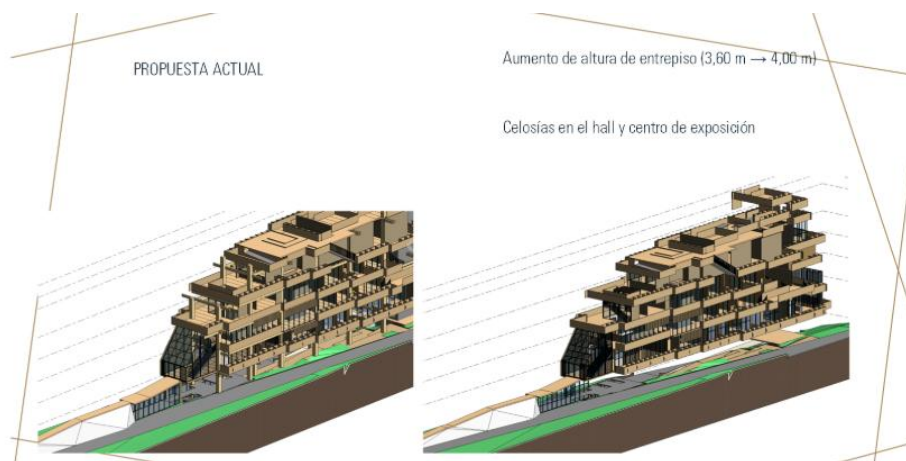 PROPUESTA ACTUAL
Aumento de altura de entrepiso (3,60 m → 4,00 m)
Celosías en el hall y centro de exposición